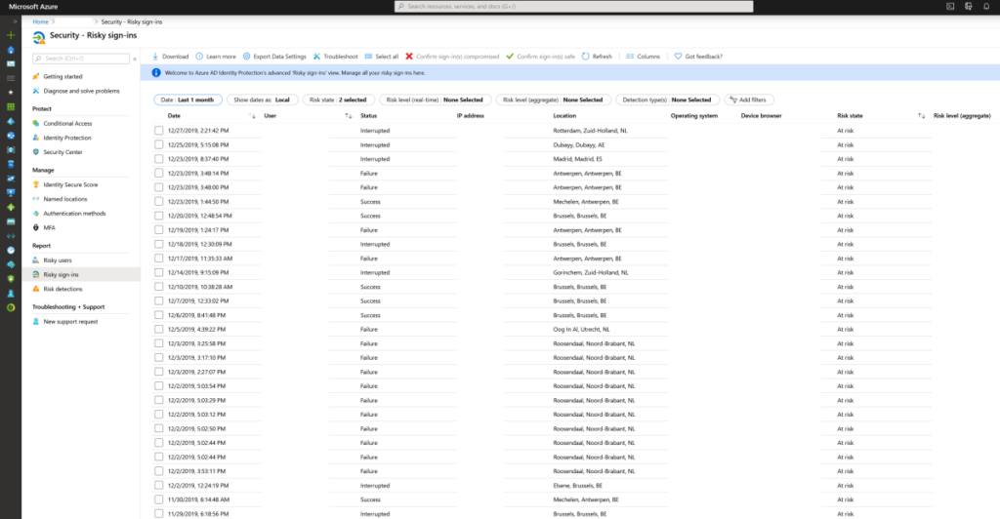 Microsoft Azure
Search resources, services, and docs (G+/)
Home > Security - Risky sign-ins
Security - Risky sign-ins
Search (Ctrl+/)
Getting started
Diagnose and solve problems
Protect
Conditional Access
Identity Protection
Security Center
Manage
Identity Secure Score
Named locations
Authentication methods
MFA
Report
Risky users
Risky sign-ins
Risk detections
Troubleshooting + Support
New support request
Download Learn more Export Data Settings Troubleshoot Select all Confirm sign-in(s) compromised Confirm sign-in(s) safe Refresh Columns Got feedback?
Welcome to Azure AD Identity Protection's advanced 'Risky sign-ins' view. Manage all your risky sign-ins here.
Date : Last 1 month Show dates as: Local Risk state : 2 selected Risk level (real-time) : None Selected Risk level (aggregate) : None Selected Detection type(s) : None Selected Add filters
Date User Status IP address Location Operating system Device browser Risk state Risk level (aggregate)
12/27/2019, 2:21:42 PM Interrupted Rotterdam, Zuid-Holland, NL At risk
12/25/2019, 5:15:08 PM Interrupted Dubayy, Dubayy, AE At risk
12/23/2019, 8:37:40 PM Interrupted Madrid, Madrid, ES At risk
12/23/2019, 3:48:14 PM Failure Antwerpen, Antwerpen, BE At risk
12/23/2019, 3:48:00 PM Failure Antwerpen, Antwerpen, BE At risk
12/23/2019, 1:44:50 PM Success Mechelen, Antwerpen, BE At risk
12/20/2019, 12:48:54 PM Success Brussels, Brussels, BE At risk
12/19/2019, 1:24:17 PM Failure Antwerpen, Antwerpen, BE At risk
12/18/2019, 12:30:09 PM Interrupted Brussels, Brussels, BE At risk
12/17/2019, 11:35:33 AM Failure Antwerpen, Antwerpen, BE At risk
12/14/2019, 9:15:09 PM Interrupted Gorinchem, Zuid-Holland, NL At risk
12/10/2019, 10:38:28 AM Success Brussels, Brussels, BE At risk
12/7/2019, 12:33:02 PM Success Brussels, Brussels, BE At risk
12/6/2019, 8:41:48 PM Success Brussels, Brussels, BE At risk
12/5/2019, 4:39:22 PM Failure Oog In Al, Utrecht, NL At risk
12/3/2019, 3:25:58 PM Failure Roosendaal, Noord-Brabant, NL At risk
12/3/2019, 3:17:10 PM Failure Roosendaal, Noord-Brabant, NL At risk
12/3/2019, 2:27:07 PM Failure Roosendaal, Noord-Brabant, NL At risk
12/2/2019, 5:03:54 PM Failure Roosendaal, Noord-Brabant, NL At risk
12/2/2019, 5:03:29 PM Failure Roosendaal, Noord-Brabant, NL At risk
12/2/2019, 5:03:12 PM Failure Roosendaal, Noord-Brabant, NL At risk
12/2/2019, 5:02:50 PM Failure Roosendaal, Noord-Brabant, NL At risk
12/2/2019, 5:02:44 PM Failure Roosendaal, Noord-Brabant, NL At risk
12/2/2019, 5:02:44 PM Failure Roosendaal, Noord-Brabant, NL At risk
12/2/2019, 3:53:11 PM Failure Roosendaal, Noord-Brabant, NL At risk
12/2/2019, 12:24:19 PM Interrupted Elsene, Brussels, BE At risk
11/30/2019, 6:14:48 AM Success Mechelen, Antwerpen, BE At risk
11/29/2019, 6:18:56 PM Interrupted Brussels, Brussels, BE At risk